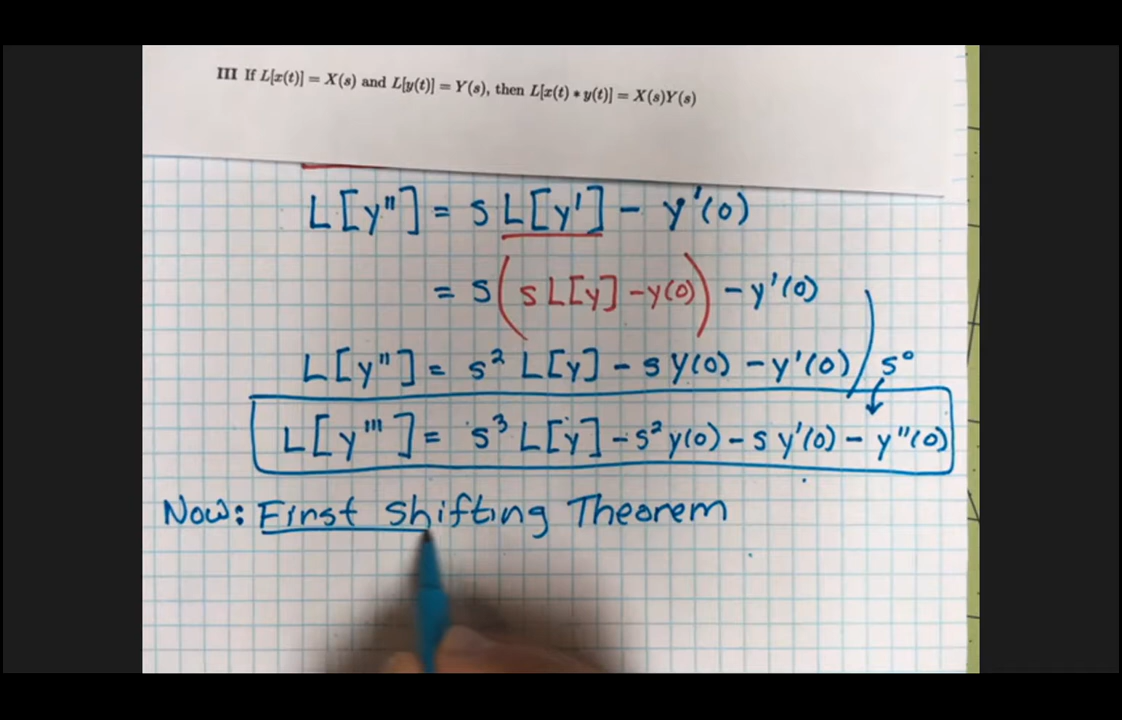 III If L[x(t)] = X(s) and L[y(t)] = Y(s), then L[x(t) * y(t)] = X(s)Y(s)
L[y"] = s L[y'] - y'(0)
= s(s L[y] - y(0)) - y'(0)
L[y"] = s² L[y] - s y(0) - y'(0) s⁰
L[y'''] = s³ L[y] - s² y(0) - s y'(0) - y"(0)
Now: First Shifting Theorem